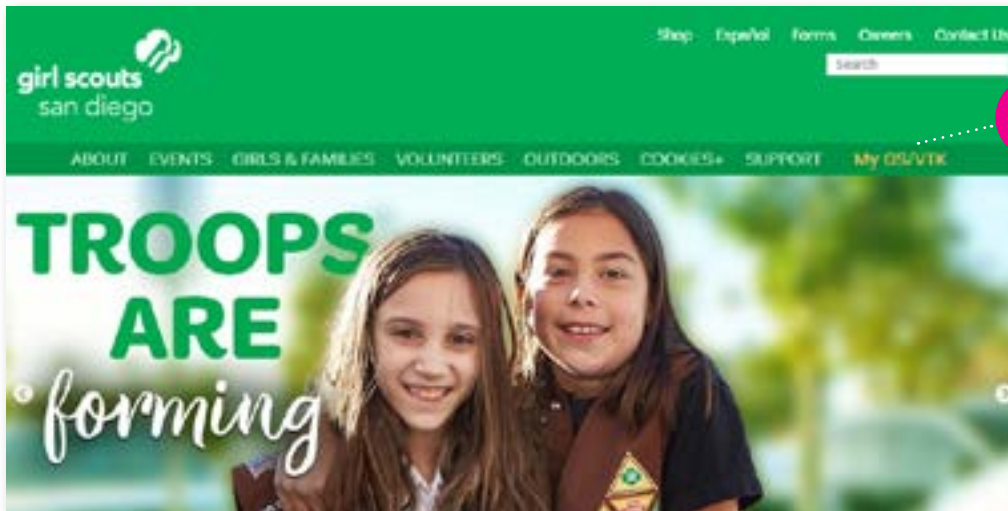 Shop Español Forms Careers Contact Us
Search
girl scouts
san diego
ABOUT EVENTS GIRLS & FAMILIES VOLUNTEERS OUTDOORS COOKIES+ SUPPORT My GS/VTK
TROOPS
ARE
forming